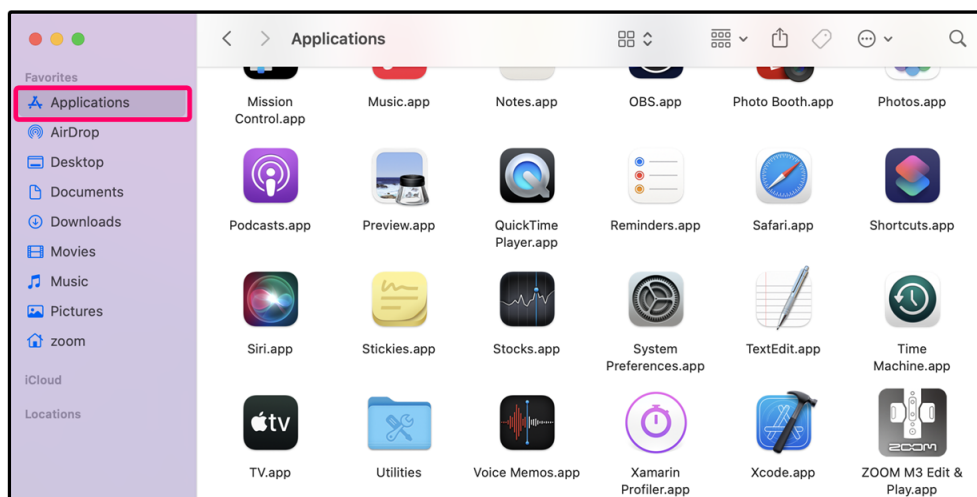 Applications
Favorites
Applications
AirDrop
Desktop
Documents
Downloads
Movies
Music
Pictures
zoom
iCloud
Locations
Mission
Control.app
Music.app
Notes.app
OBS.app
Photo Booth.app
Photos.app
Podcasts.app
Preview.app
QuickTime
Player.app
Reminders.app
Safari.app
Shortcuts.app
Siri.app
Stickies.app
Stocks.app
System
Preferences.app
TextEdit.app
Time
Machine.app
tv
TV.app
Utilities
Voice Memos.app
Xamarin
Profiler.app
Xcode.app
ZOOM
ZOOM M3 Edit &
Play.app